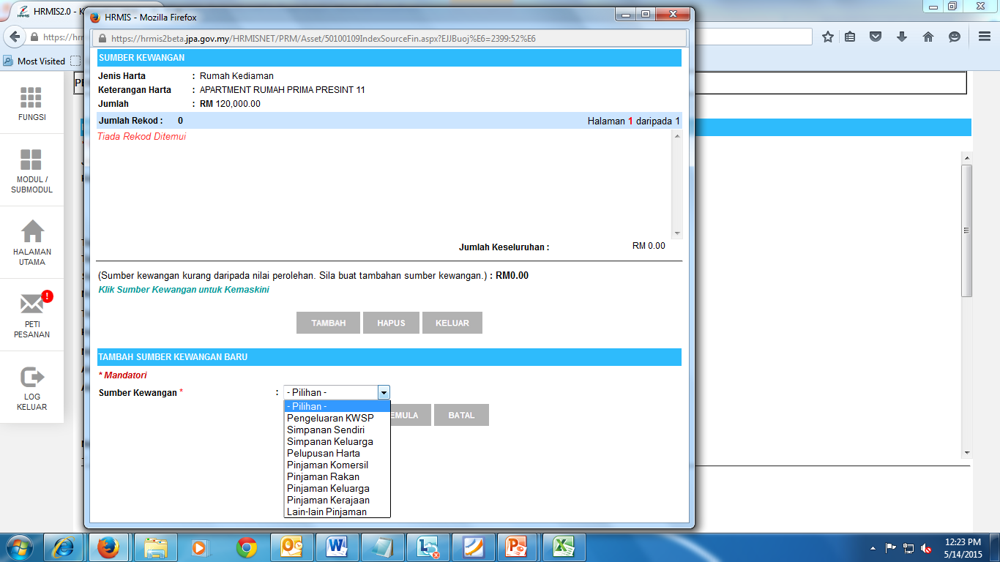 HRMIS2.0 - K
HRMIS - Mozilla Firefox
https://hrm
https://hrmis2beta.jpa.gov.my/HRMISNET/PRM/Asset/50100109IndexSourceFin.aspx?EJJBuoj%E6=2399:52%E6
Most Visited
SUMBER KEWANGAN
Jenis Harta : Rumah Kediaman
Keterangan Harta : APARTMENT RUMAH PRIMA PRESINT 11
Jumlah : RM 120,000.00
Jumlah Rekod : 0 Halaman 1 daripada 1
Tiada Rekod Ditemui
Jumlah Keseluruhan : RM 0.00
(Sumber kewangan kurang daripada nilai perolehan. Sila buat tambahan sumber kewangan.) : RM0.00
Klik Sumber Kewangan untuk Kemaskini
TAMBAH HAPUS KELUAR
TAMBAH SUMBER KEWANGAN BARU
* Mandatori
Sumber Kewangan * : - Pilihan -
- Pilihan -
Pengeluaran KWSP
Simpanan Sendiri
Simpanan Keluarga
Pelupusan Harta
Pinjaman Komersil
Pinjaman Rakan
Pinjaman Keluarga
Pinjaman Kerajaan
Lain-lain Pinjaman
EMULA BATAL
FUNGSI
MODUL /
SUBMODUL
HALAMAN
UTAMA
!
PETI
PESANAN
LOG
KELUAR
12:23 PM
5/14/2015